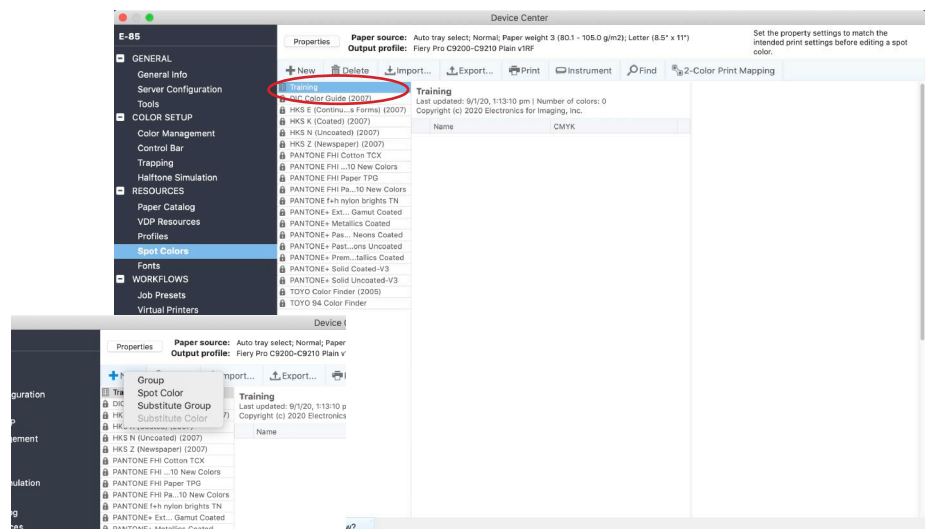 Device Center
E-85
Properties
Paper source: Auto tray select; Normal; Paper weight 3 (80.1 - 105.0 g/m2); Letter (8.5" x 11")
Output profile: Fiery Pro C9200-C9210 Plain v1RF
Set the property settings to match the
intended print settings before editing a spot
color.
GENERAL
General Info
Server Configuration
Tools
COLOR SETUP
Color Management
Control Bar
Trapping
Halftone Simulation
RESOURCES
Paper Catalog
VDP Resources
Profiles
Spot Colors
Fonts
WORKFLOWS
Job Presets
Virtual Printers
New Delete Import... Export... Print Instrument Find 2-Color Print Mapping
Training
DIC Color Guide (2007)
HKS E (Continu...s Forms) (2007)
HKS K (Coated) (2007)
HKS N (Uncoated) (2007)
HKS Z (Newspaper) (2007)
PANTONE FHI Cotton TCX
PANTONE FHI ...10 New Colors
PANTONE FHI Paper TPG
PANTONE FHI Pa...10 New Colors
PANTONE f+h nylon brights TN
PANTONE+ Ext... Gamut Coated
PANTONE+ Metallics Coated
PANTONE+ Pas... Neons Coated
PANTONE+ Past...ons Uncoated
PANTONE+ Prem...tallics Coated
PANTONE+ Solid Coated-V3
PANTONE+ Solid Uncoated-V3
TOYO Color Finder (2005)
TOYO 94 Color Finder
Training
Last updated: 9/1/20, 1:13:10 pm | Number of colors: 0
Copyright (c) 2020 Electronics for Imaging, Inc.
Name CMYK
Device
Properties
Paper source: Auto tray select; Normal; Paper
Output profile: Fiery Pro C9200-C9210 Plain v
port... Export...
Group
Spot Color
Substitute Group
Substitute Color
guration
ement
ulation
Tra
DIC
HK
HKS N (Uncoated) (2007)
HKS Z (Newspaper) (2007)
PANTONE FHI Cotton TCX
PANTONE FHI ...10 New Colors
PANTONE FHI Paper TPG
PANTONE FHI Pa...10 New Colors
PANTONE f+h nylon brights TN
PANTONE+ Ext... Gamut Coated
PANTONE+ Metallics Coated
Training
Last updated: 9/1/20, 1:13:10 p
Copyright (c) 2020 Electronics
Name
w?